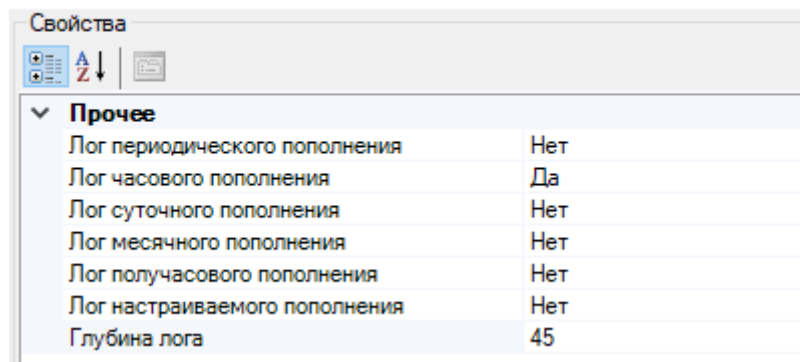 Свойства
A
Z
Прочее
Лог периодического пополнения Нет
Лог часового пополнения Да
Лог суточного пополнения Нет
Лог месячного пополнения Нет
Лог получасового пополнения Нет
Лог настраиваемого пополнения Нет
Глубина лога 45